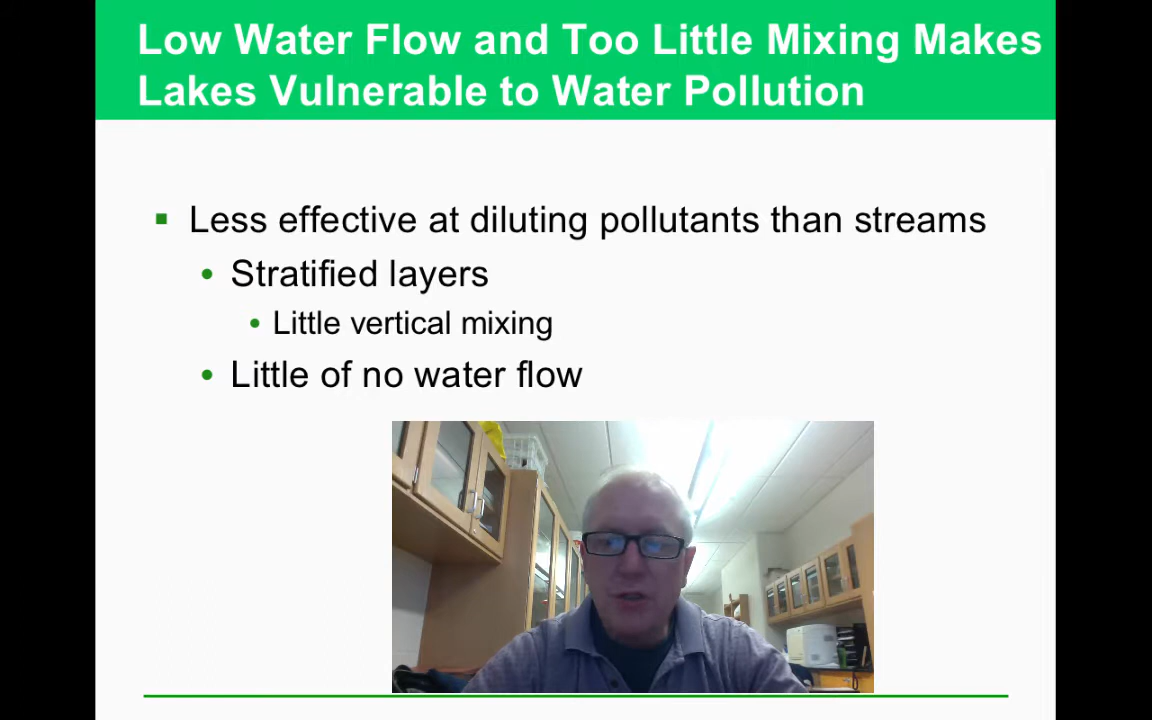 Low Water Flow and Too Little Mixing Makes
Lakes Vulnerable to Water Pollution
Less effective at diluting pollutants than streams
Stratified layers
Little vertical mixing
Little of no water flow